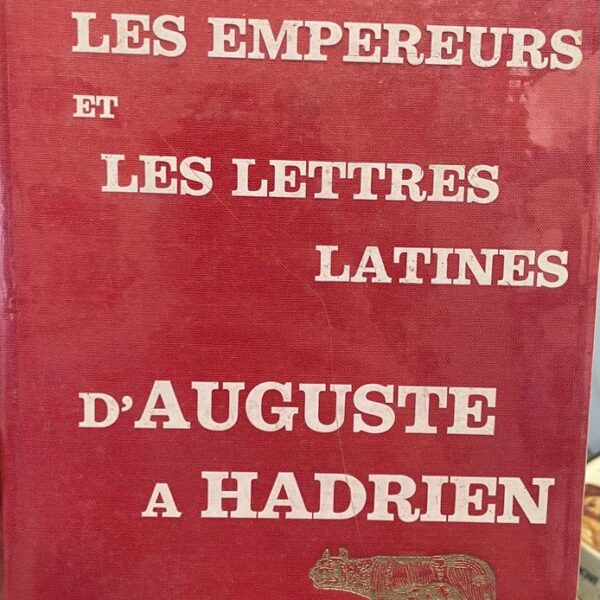 LES EMPEREURS
ET
LES LETTRES
LATINES
D'AUGUSTE
A HADRIEN